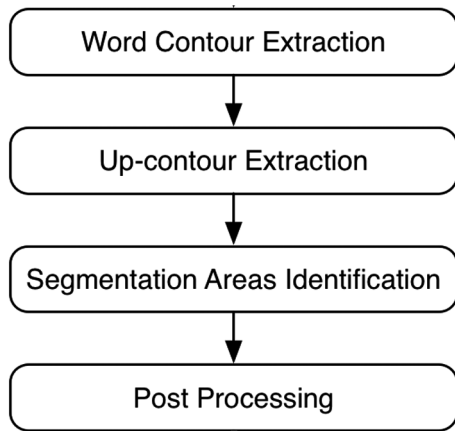 Word Contour Extraction
Up-contour Extraction
Segmentation Areas Identification
Post Processing